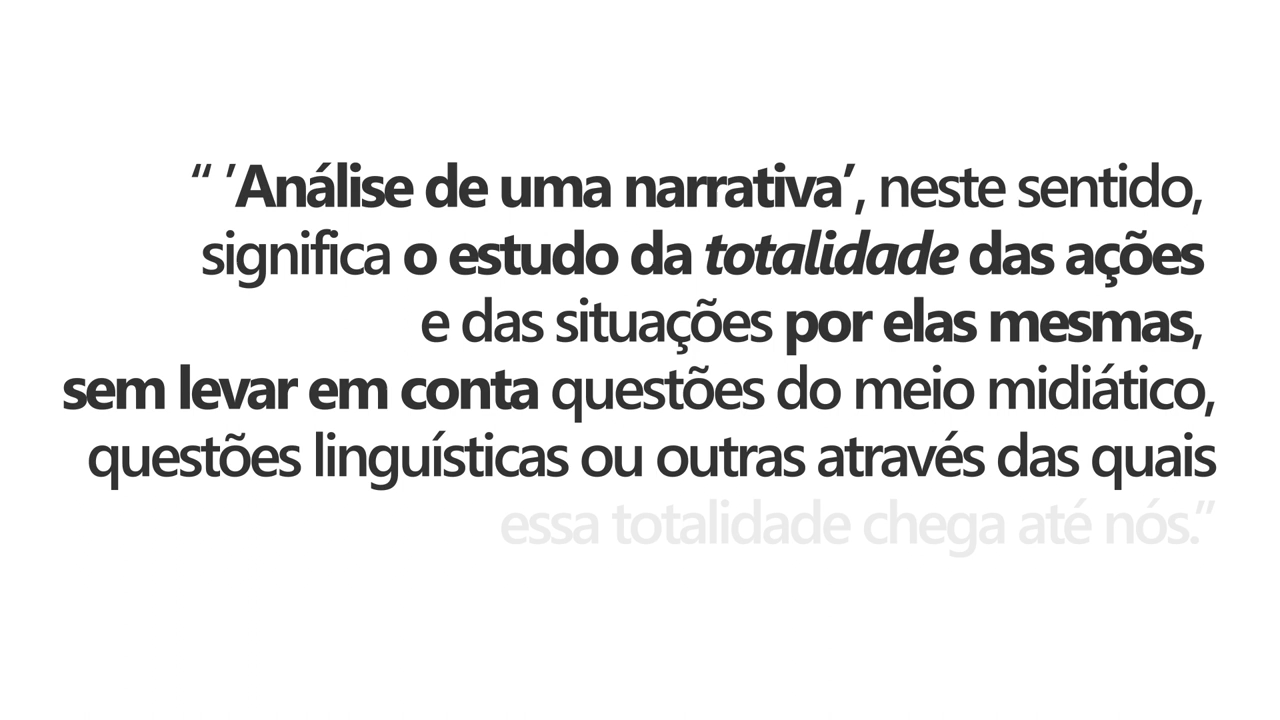 “ ’Análise de uma narrativa’, neste sentido,
significa o estudo da totalidade das ações
e das situações por elas mesmas,
sem levar em conta questões do meio midiático,
questões linguísticas ou outras através das quais
essa totalidade chega até nós.”